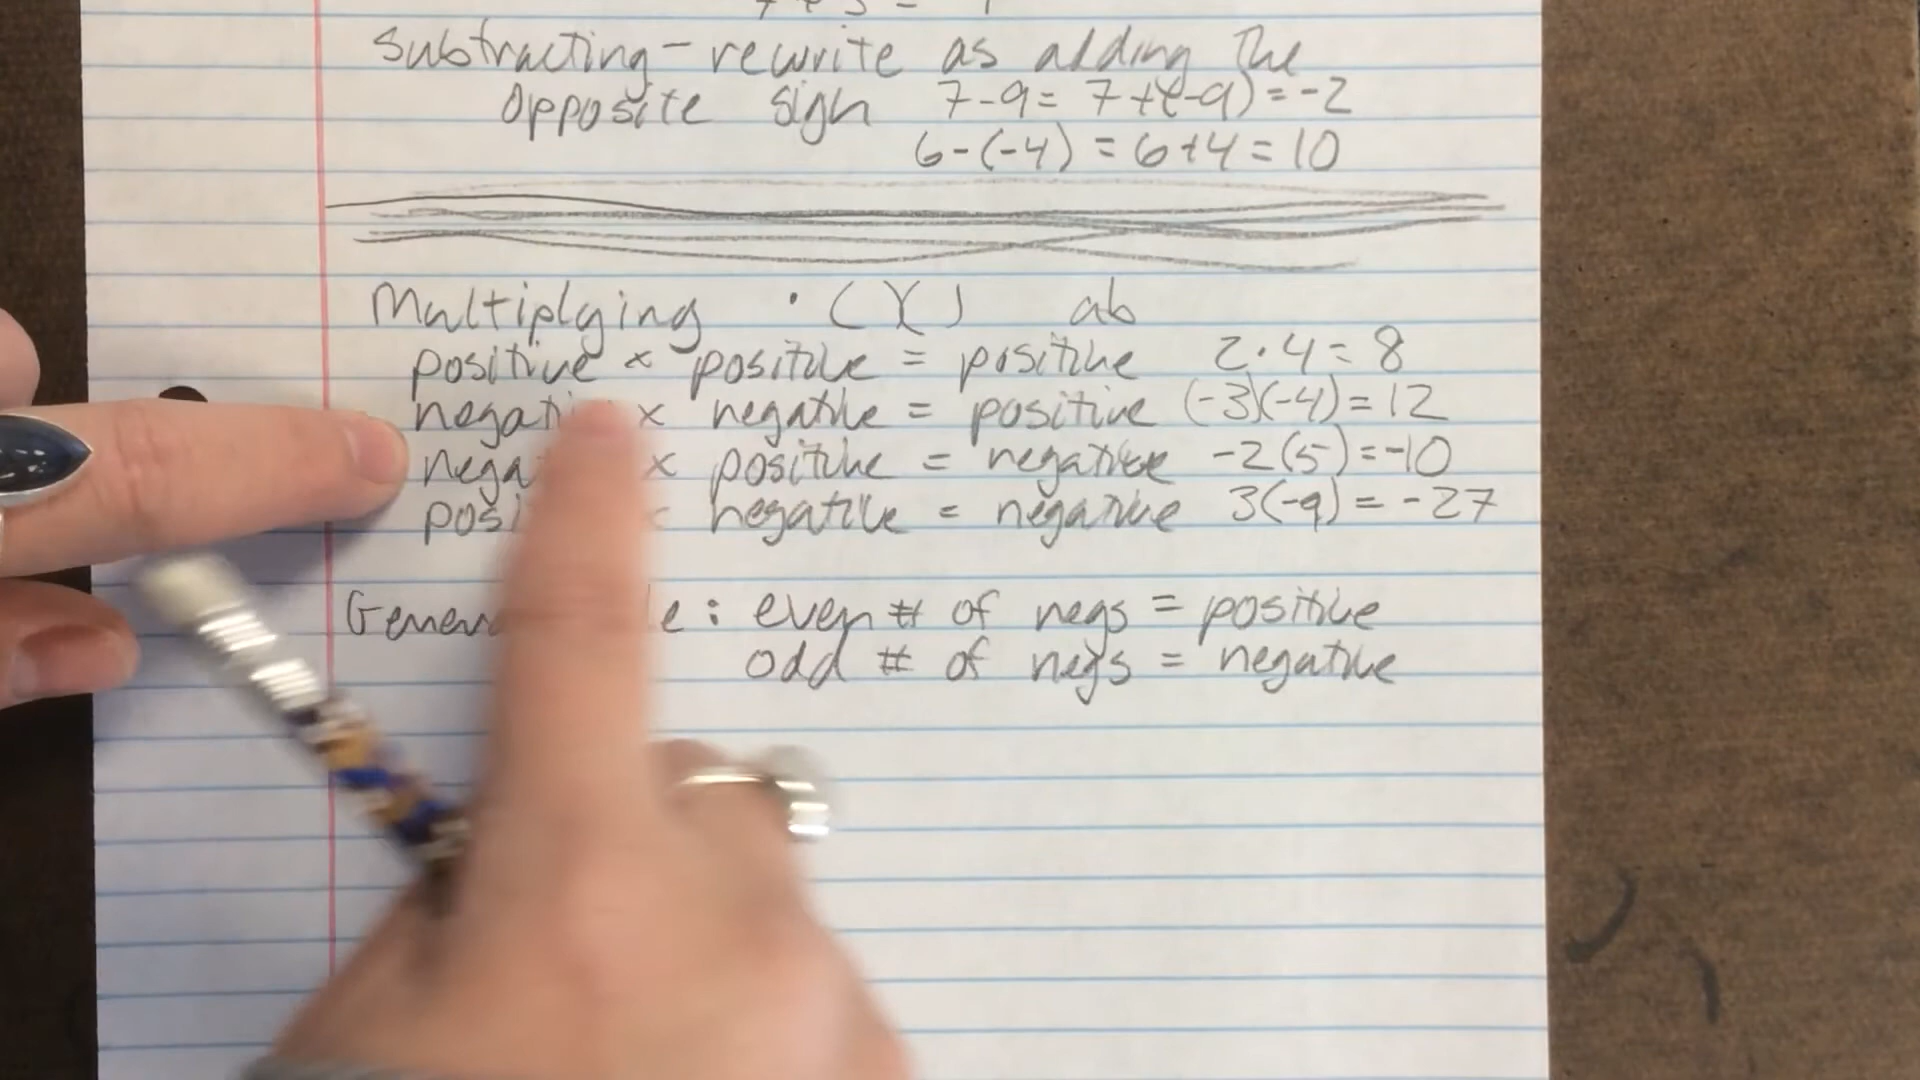 Subtracting - rewrite as adding the
opposite sign 7-9 = 7+(-9) = -2
6-(-4) = 6+4 = 10
Multiplying · ( )( ) ab
positive × positive = positive 2·4 = 8
× negative = positive (-3)(-4) = 12
× positive = negative -2(5) = -10
negative = negative 3(-9) = -27
: even # of negs = positive
odd # of negs = negative